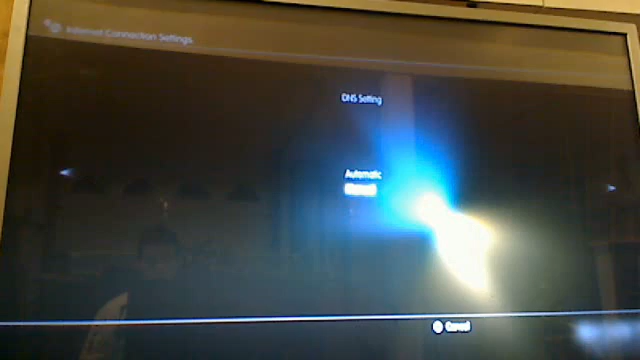 Internet Connection Settings
DNS Setting
Automatic
Manual
Cancel